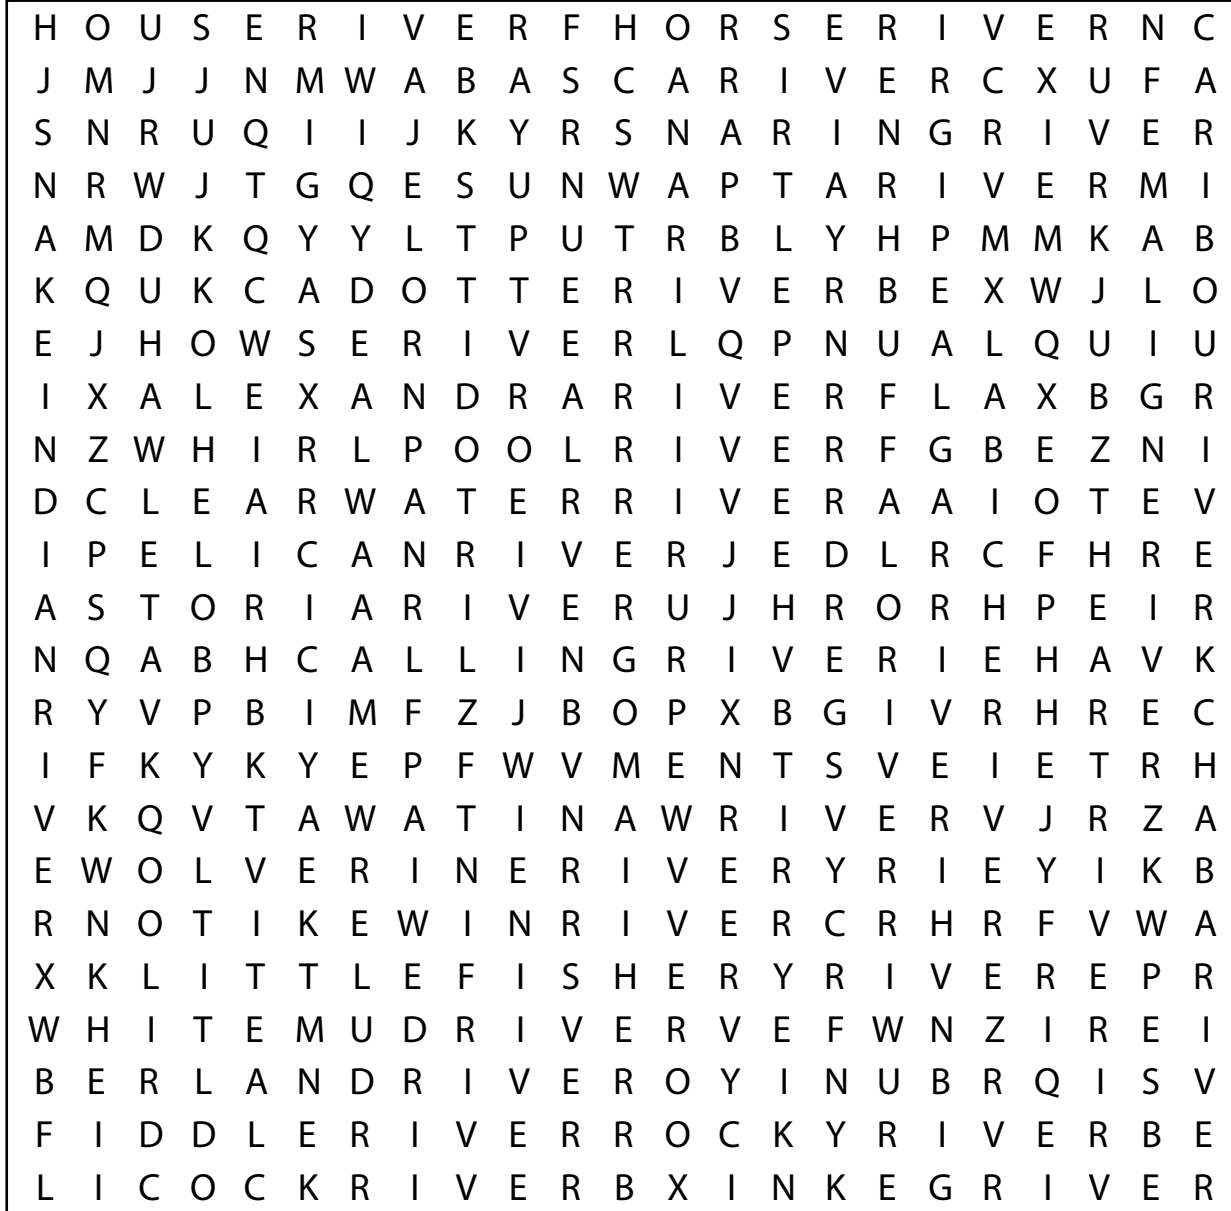 H O U S E R I V E R F H O R S E R I V E R N C
J M J J N M W A B A S C A R I V E R C X U F A
S N R U Q I I J K Y R S N A R I N G R I V E R
N R W J T G Q E S U N W A P T A R I V E R M I
A M D K Q Y Y L T P U T R B L Y H P M M K A B
K Q U K C A D O T T E R I V E R B E X W J L O
E J H O W S E R I V E R L Q P N U A L Q U I U
I X A L E X A N D R A R I V E R F L A X B G R
N Z W H I R L P O O L R I V E R F G B E Z N I
D C L E A R W A T E R R I V E R A A I O T E V
I P E L I C A N R I V E R J E D L R C F H R E
A S T O R I A R I V E R U J H R O R H P E I R
N Q A B H C A L L I N G R I V E R I E H A V K
R Y V P B I M F Z J B O P X B G I V R H R E C
I F K Y K Y E P F W V M E N T S V E I E T R H
V K Q V T A W A T I N A W R I V E R V J R Z A
E W O L V E R I N E R I V E R Y R I E Y I K B
R N O T I K E W I N R I V E R C R H R F V W A
X K L I T T L E F I S H E R Y R I V E R E P R
W H I T E M U D R I V E R V E F W N Z I R E I
B E R L A N D R I V E R O Y I N U B R Q I S V
F I D D L E R I V E R R O C K Y R I V E R B E
L I C O C K R I V E R B X I N K E G R I V E R